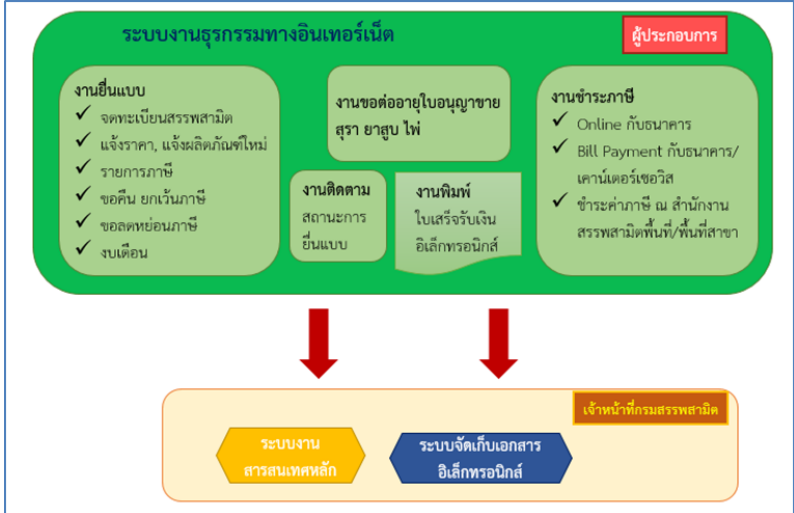 ระบบงานธุรกรรมทางอินเทอร์เน็ต
ผู้ประกอบการ
งานยื่นแบบ
✓ จดทะเบียนสรรพสามิต
✓ แจ้งราคา, แจ้งผลิตภัณฑ์ใหม่
✓ รายการภาษี
✓ ขอคืน ยกเว้นภาษี
✓ ขอลดหย่อนภาษี
✓ งบเดือน
งานขอต่ออายุใบอนุญาขาย
สุรา ยาสูบ ไพ่
งานติดตาม
สถานะการ
ยื่นแบบ
งานพิมพ์
ใบเสร็จรับเงิน
อิเล็กทรอนิกส์
งานชำระภาษี
✓ Online กับธนาคาร
✓ Bill Payment กับธนาคาร/
เคาน์เตอร์เซอวิส
✓ ชำระค่าภาษี ณ สำนักงาน
สรรพสามิตพื้นที่/พื้นที่สาขา
เจ้าหน้าที่กรมสรรพสามิต
ระบบงาน
สารสนเทศหลัก
ระบบจัดเก็บเอกสาร
อิเล็กทรอนิกส์